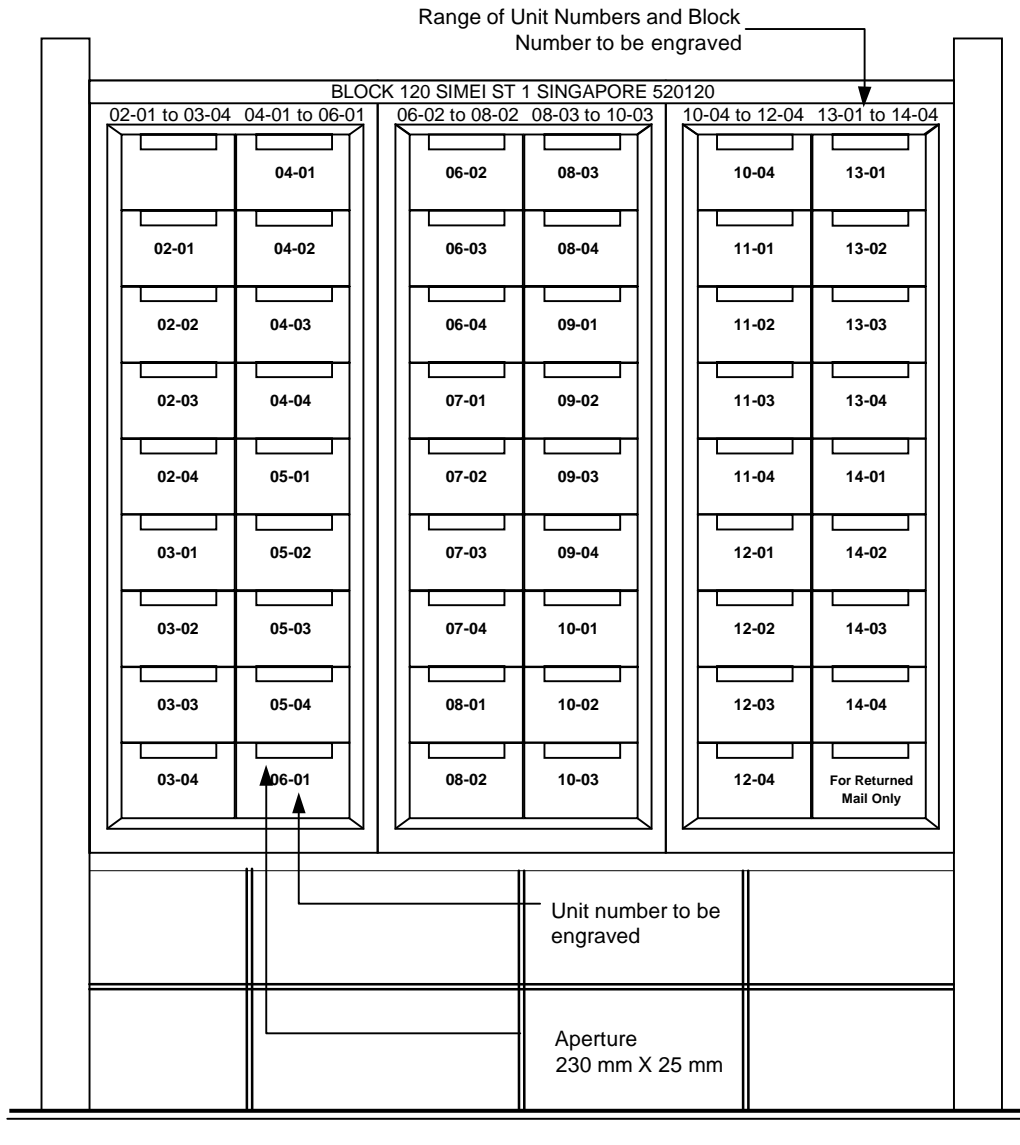 Range of Unit Numbers and Block
Number to be engraved
BLOCK 120 SIMEI ST 1 SINGAPORE 520120
02-01 to 03-04 04-01 to 06-01 06-02 to 08-02 08-03 to 10-03 10-04 to 12-04 13-01 to 14-04
04-01 06-02 08-03 10-04 13-01
02-01 04-02 06-03 08-04 11-01 13-02
02-02 04-03 06-04 09-01 11-02 13-03
02-03 04-04 07-01 09-02 11-03 13-04
02-04 05-01 07-02 09-03 11-04 14-01
03-01 05-02 07-03 09-04 12-01 14-02
03-02 05-03 07-04 10-01 12-02 14-03
03-03 05-04 08-01 10-02 12-03 14-04
03-04 06-01 08-02 10-03 12-04 For Returned
Mail Only
Unit number to be
engraved
Aperture
230 mm X 25 mm